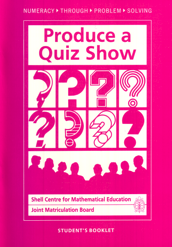 NUMERACY ▸ THROUGH ▸ PROBLEM ▸ SOLVING
Produce a
Quiz Show
? ? ? ?
? ? ? ?
Shell Centre for Mathematical Education
Joint Matriculation Board
STUDENT'S BOOKLET